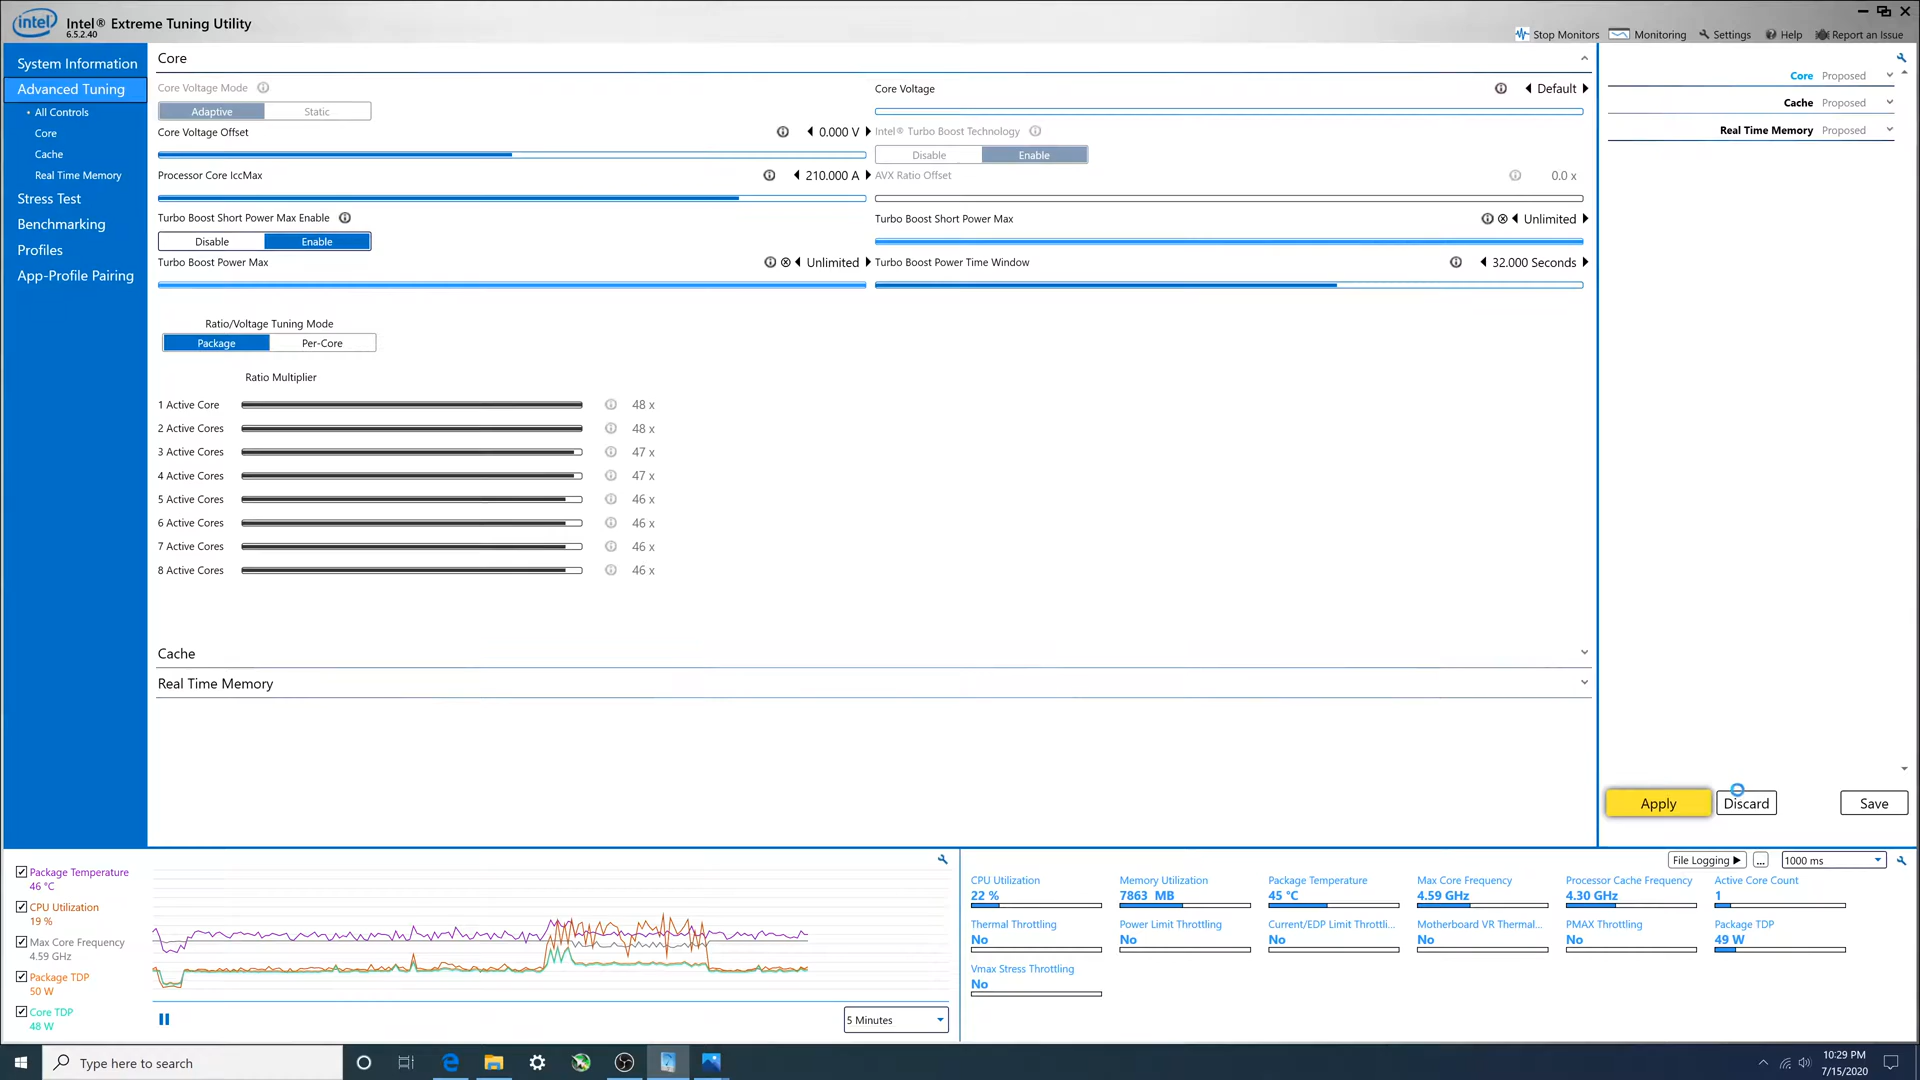 intel
Intel® Extreme Tuning Utility
6.5.2.40
Stop Monitors
Monitoring
Settings
Help
Report an Issue
System Information
Advanced Tuning
• All Controls
Core
Cache
Real Time Memory
Stress Test
Benchmarking
Profiles
App-Profile Pairing
Core
Core Voltage Mode
Adaptive
Static
Core Voltage Offset
0.000 V
Processor Core IccMax
210.000 A
Turbo Boost Short Power Max Enable
Disable
Enable
Turbo Boost Power Max
Unlimited
Core Voltage
Default
Intel® Turbo Boost Technology
Disable
Enable
AVX Ratio Offset
0.0 x
Turbo Boost Short Power Max
Unlimited
Turbo Boost Power Time Window
32.000 Seconds
Ratio/Voltage Tuning Mode
Package
Per-Core
Ratio Multiplier
1 Active Core 48 x
2 Active Cores 48 x
3 Active Cores 47 x
4 Active Cores 47 x
5 Active Cores 46 x
6 Active Cores 46 x
7 Active Cores 46 x
8 Active Cores 46 x
Cache
Real Time Memory
Core Proposed
Cache Proposed
Real Time Memory Proposed
Apply
Discard
Save
Package Temperature
46 °C
CPU Utilization
19 %
Max Core Frequency
4.59 GHz
Package TDP
50 W
Core TDP
48 W
5 Minutes
File Logging
...
1000 ms
CPU Utilization
22 %
Memory Utilization
7863 MB
Package Temperature
45 °C
Max Core Frequency
4.59 GHz
Processor Cache Frequency
4.30 GHz
Active Core Count
1
Thermal Throttling
No
Power Limit Throttling
No
Current/EDP Limit Throttli...
No
Motherboard VR Thermal...
No
PMAX Throttling
No
Package TDP
49 W
Vmax Stress Throttling
No
Type here to search
10:29 PM
7/15/2020